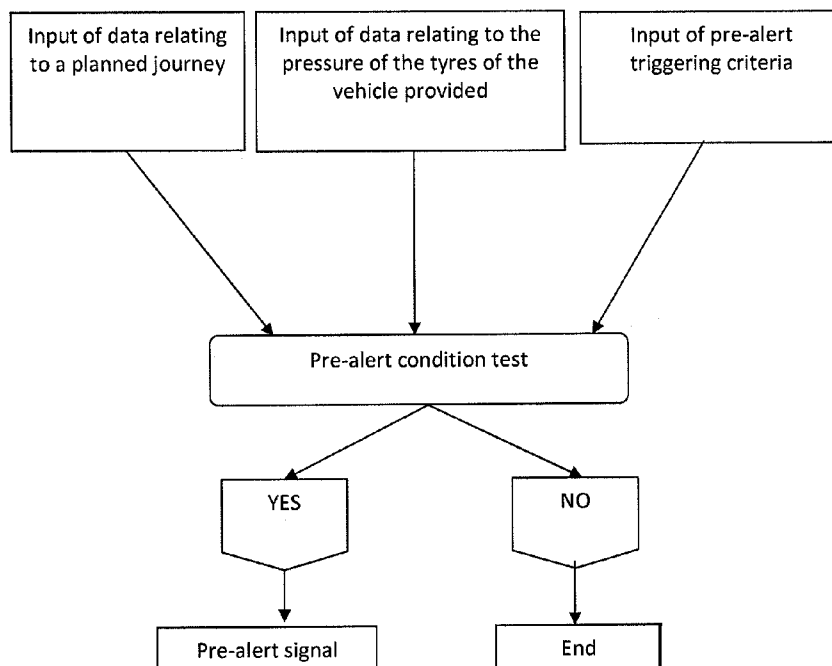 Input of data relating
to a planned journey
Input of data relating to the
pressure of the tyres of the
vehicle provided
Input of pre-alert
triggering criteria
Pre-alert condition test
YES
NO
Pre-alert signal
End